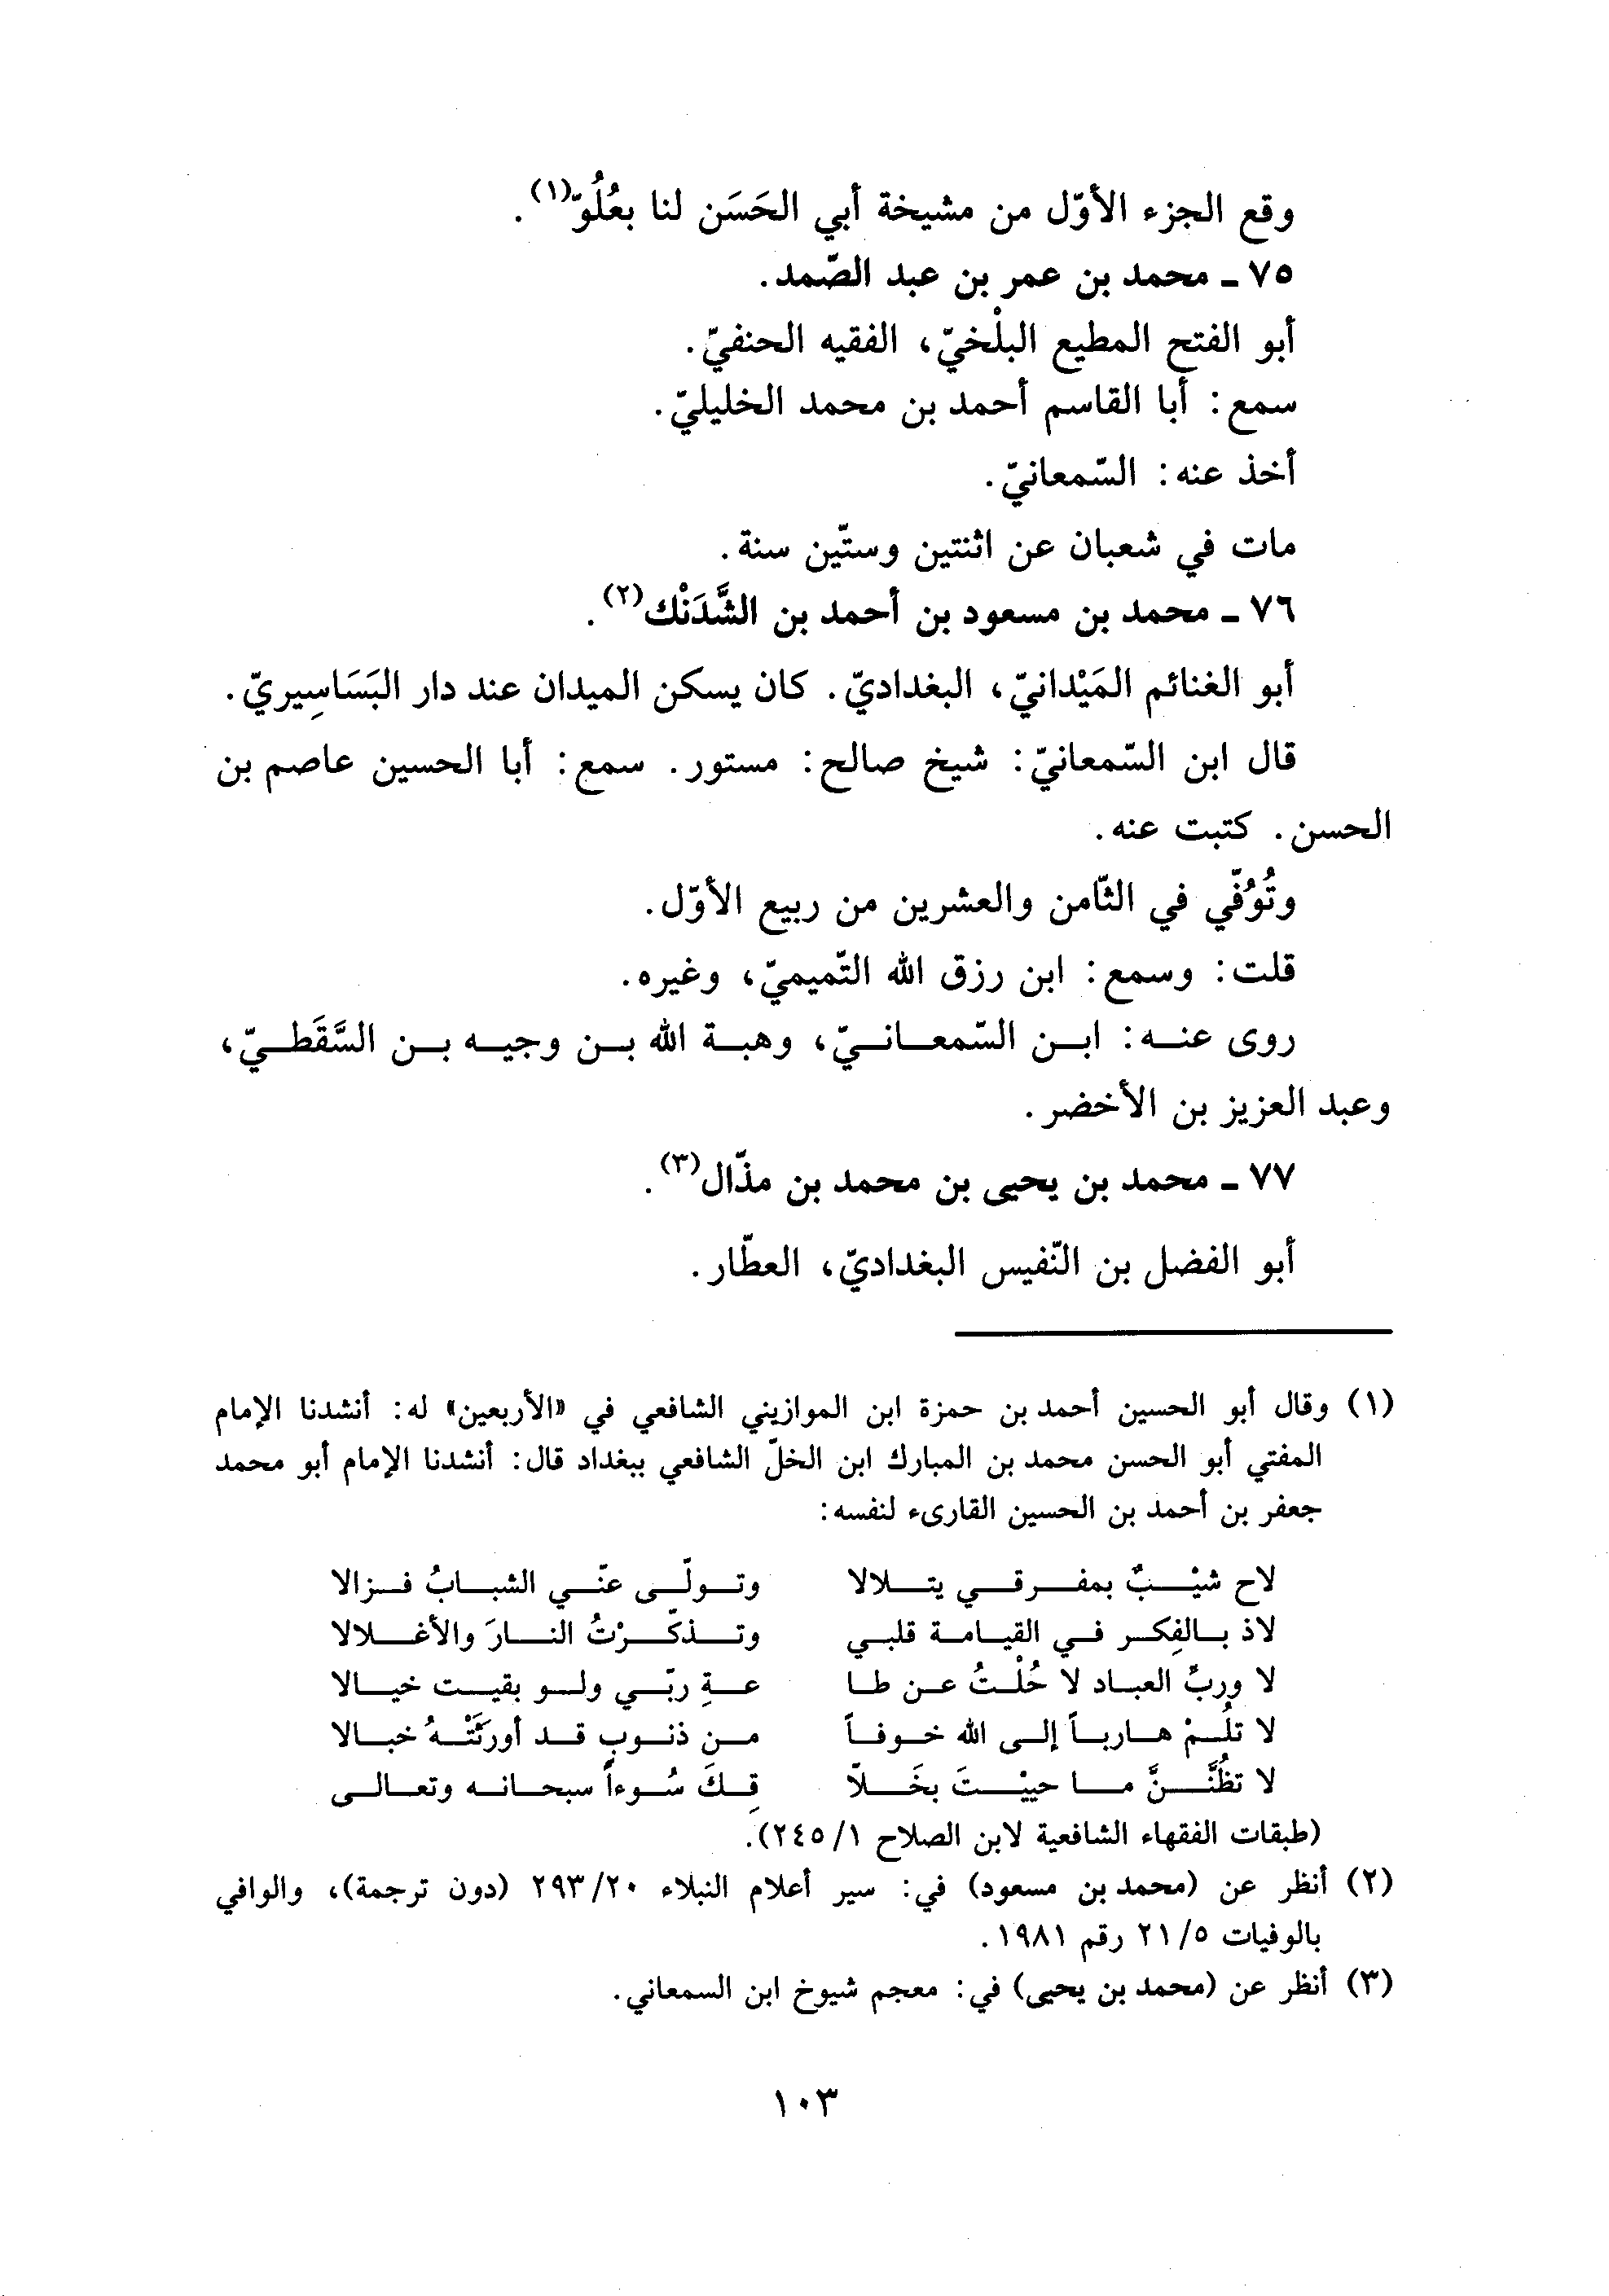 وقع الجزء الأوّل من مشيخة أبي الحَسَن لنا بعُلُوّ(١).
٧٥ ـ محمد بن عمر بن عبد الصّمد.
أبو الفتح المطيع البلْخيّ، الفقيه الحنفيّ.
سمع: أبا القاسم أحمد بن محمد الخليليّ.
أخذ عنه: السّمعانيّ.
مات في شعبان عن اثنتين وستّين سنة.
٧٦ ـ محمد بن مسعود بن أحمد بن الشَّدَنْك(٢).
أبو الغنائم المَيْدانيّ، البغداديّ. كان يسكن الميدان عند دار البَسَاسِيريّ.
قال ابن السّمعانيّ: شيخ صالح: مستور. سمع: أبا الحسين عاصم بن
الحسن. كتبت عنه.
وتُوُفّي في الثّامن والعشرين من ربيع الأوّل.
قلت: وسمع: ابن رزق الله التّميميّ، وغيره.
روى عنه: ابن السّمعانيّ، وهبة الله بن وجيه بن السَّقَطيّ،
وعبد العزيز بن الأخضر.
٧٧ ـ محمد بن يحيى بن محمد بن مذّال(٣).
أبو الفضل بن النّفيس البغداديّ، العطّار.
(١) وقال أبو الحسين أحمد بن حمزة ابن الموازيني الشافعي في «الأربعين» له: أنشدنا الإمام
المفتي أبو الحسن محمد بن المبارك ابن الخلّ الشافعي ببغداد قال: أنشدنا الإمام أبو محمد
جعفر بن أحمد بن الحسين القارىء لنفسه:
لاح شيْبٌ بمفرقي يتلالا وتولّى عنّي الشبابُ فزالا
لاذ بالفِكر في القيامة قلبي وتذكّرْتُ النارَ والأغلالا
لا وربِّ العباد لا حُلْتُ عن طا عةِ ربّي ولو بقيت خيالا
لا تلُمْ هارباً إلى الله خوفاً من ذنوبٍ قد أورثَتْهُ خبالا
لا تظُنَّنَّ ما حييْتَ بخَلاّ قِكَ سُوءاً سبحانه وتعالى
(طبقات الفقهاء الشافعية لابن الصلاح ١/ ٢٤٥).
(٢) أنظر عن (محمد بن مسعود) في: سير أعلام النبلاء ٢٠/ ٢٩٣ (دون ترجمة)، والوافي
بالوفيات ٥/ ٢١ رقم ١٩٨١.
(٣) أنظر عن (محمد بن يحيى) في: معجم شيوخ ابن السمعاني.
١٠٣